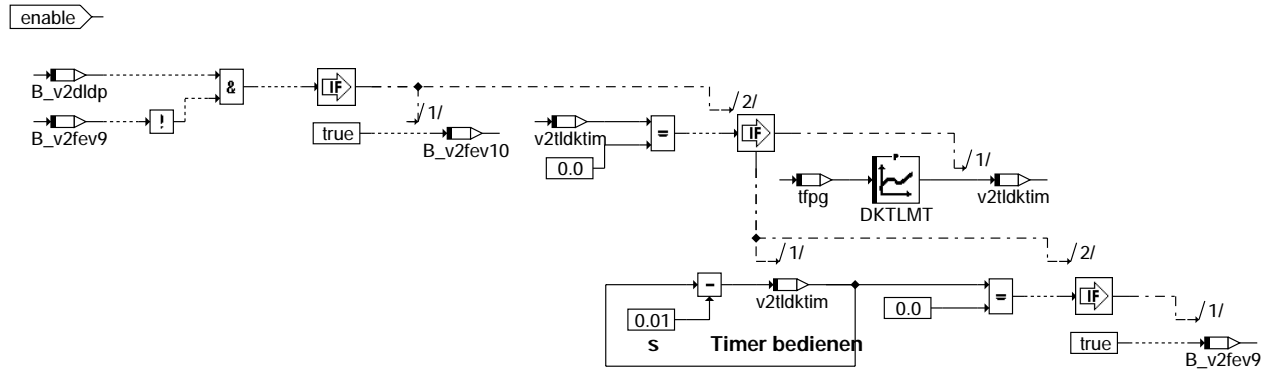 enable
B_v2dldp
&
IF
/1/
/2/
B_v2fev9
!
true
B_v2fev10
v2tldktim
=
IF
0.0
/1/
P
tfpg
DKTLMT
v2tldktim
/1/
/2/
-
v2tldktim
=
IF
0.01
0.0
/1/
s
Timer bedienen
true
B_v2fev9